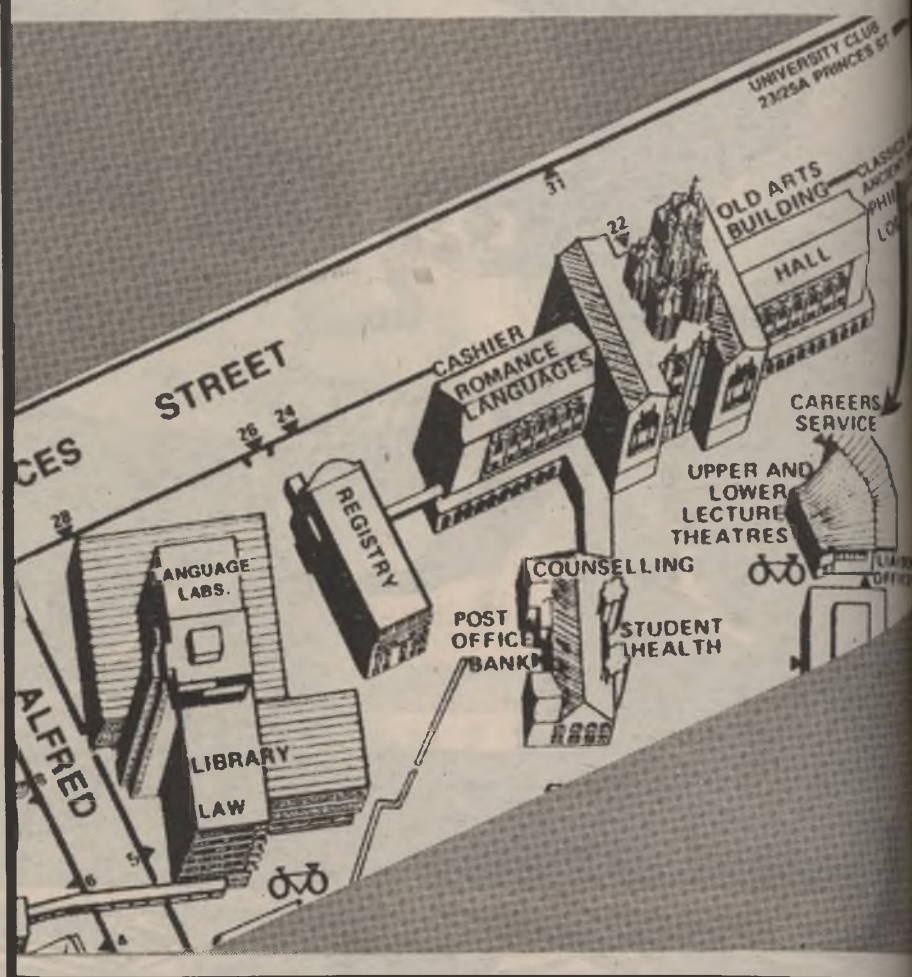 UNIVERSITY CLUB
23/25A PRINCES ST
31
OLD ARTS
BUILDING
22
HALL
CASHIER
ROMANCE
LANGUAGES
CES
STREET
26
24
28
CAREERS
SERVICE
UPPER AND
LOWER
LECTURE
THEATRES
REGISTRY
LANGUAGE
LABS.
COUNSELLING
POST
OFFICE
BANK
STUDENT
HEALTH
ALFRED
LIBRARY
LAW
5
6
4